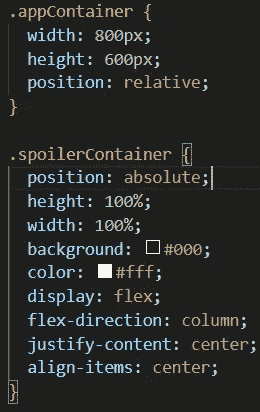 .appContainer {
  width: 800px;
  height: 600px;
  position: relative;
}

.spoilerContainer {
  position: absolute;
  height: 100%;
  width: 100%;
  background: #000;
  color: #fff;
  display: flex;
  flex-direction: column;
  justify-content: center;
  align-items: center;
}